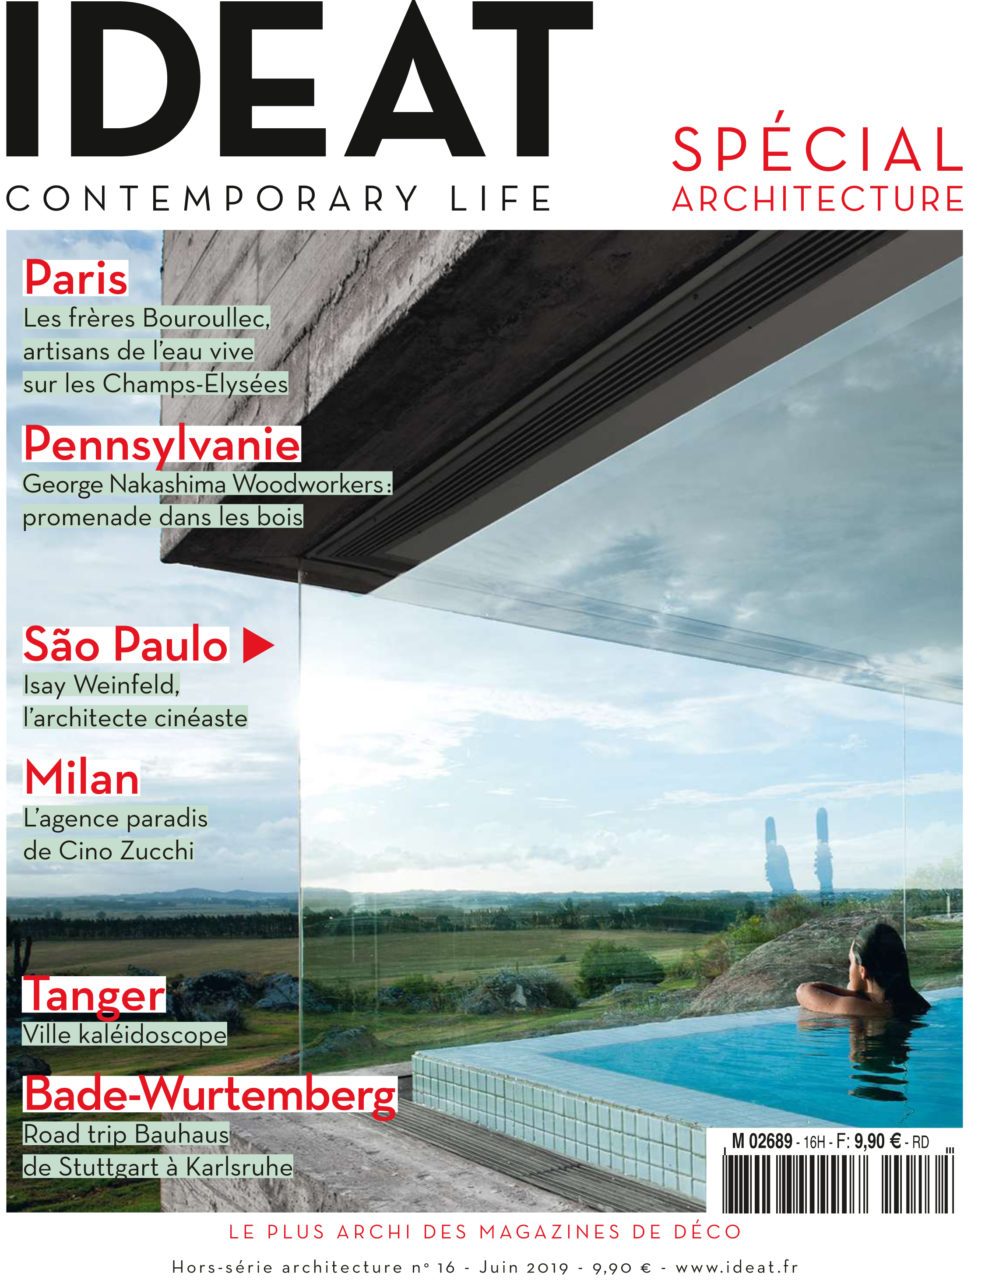 IDEAT
CONTEMPORARY LIFE
SPÉCIAL
ARCHITECTURE
Paris
Les frères Bouroullec,
artisans de l’eau vive
sur les Champs-Elysées
Pennsylvanie
George Nakashima Woodworkers :
promenade dans les bois
São Paulo ▶
Isay Weinfeld,
l’architecte cinéaste
Milan
L’agence paradis
de Cino Zucchi
Tanger
Ville kaléidoscope
Bade-Wurtemberg
Road trip Bauhaus
de Stuttgart à Karlsruhe
M 02689 - 16H - F: 9,90 € - RD
LE PLUS ARCHI DES MAGAZINES DE DÉCO
Hors-série architecture n° 16 - Juin 2019 - 9,90 € - www.ideat.fr